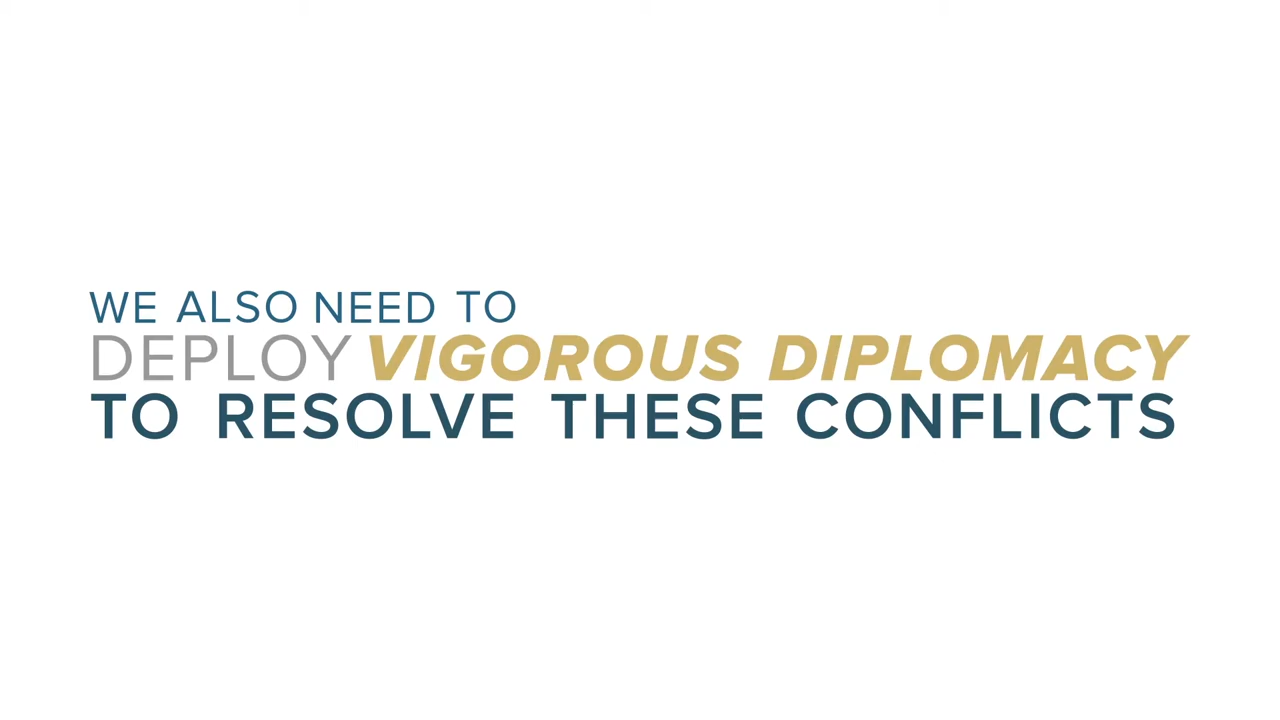 WE ALSO NEED TO
DEPLOY VIGOROUS DIPLOMACY
TO RESOLVE THESE CONFLICTS